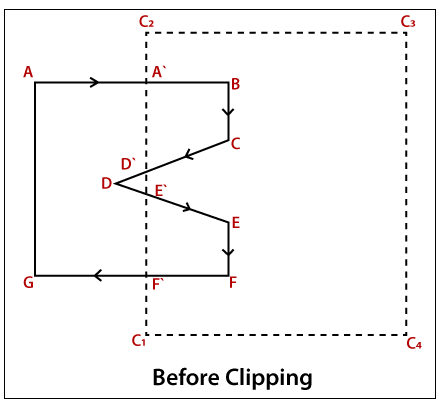 C₂ C₃
A A` B
C
D`
D E`
E
G F` F
C₁ C₄
Before Clipping